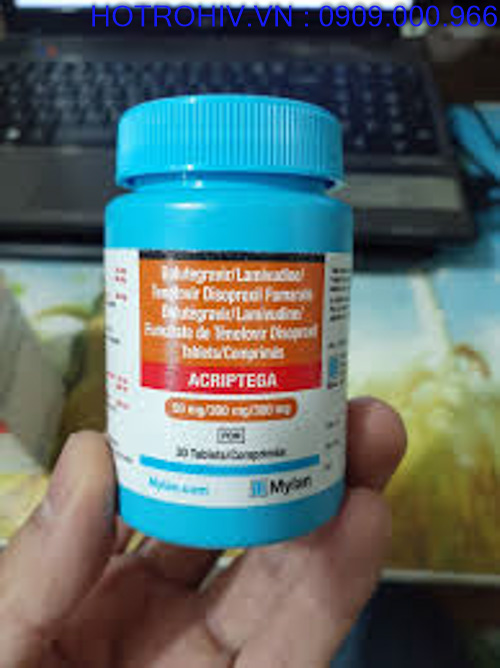 HOTROHIV.VN : 0909.000.966
Dolutegravir/Lamivudine/
Tenofovir Disoproxil Fumarate
Dolutégravir/Lamivudine/
Fumarate de Ténofovir Disoproxil
Tablets/Comprimés
ACRIPTEGA
50 mg/300 mg/300 mg
POM
30 Tablets/Comprimés
Mylan.com
Mylan